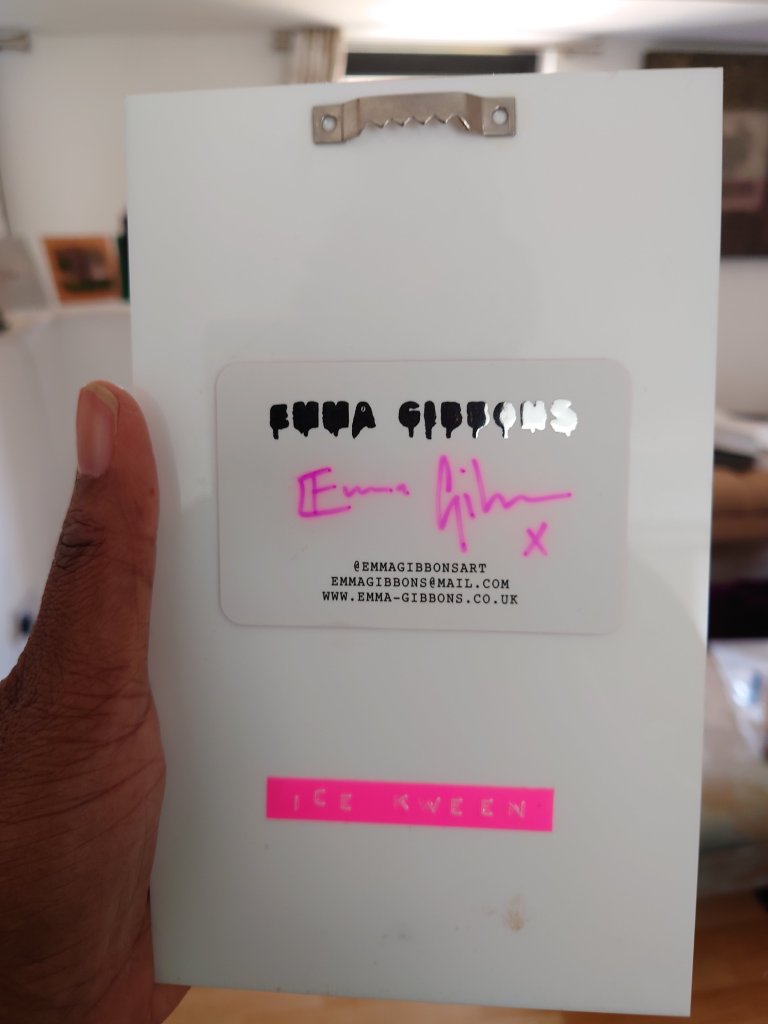 EMMA GIBBONS
Emma Gibbons x
@EMMAGIBBONSART
EMMAGIBBONS@MAIL.COM
WWW.EMMA-GIBBONS.CO.UK
ICE KWEEN